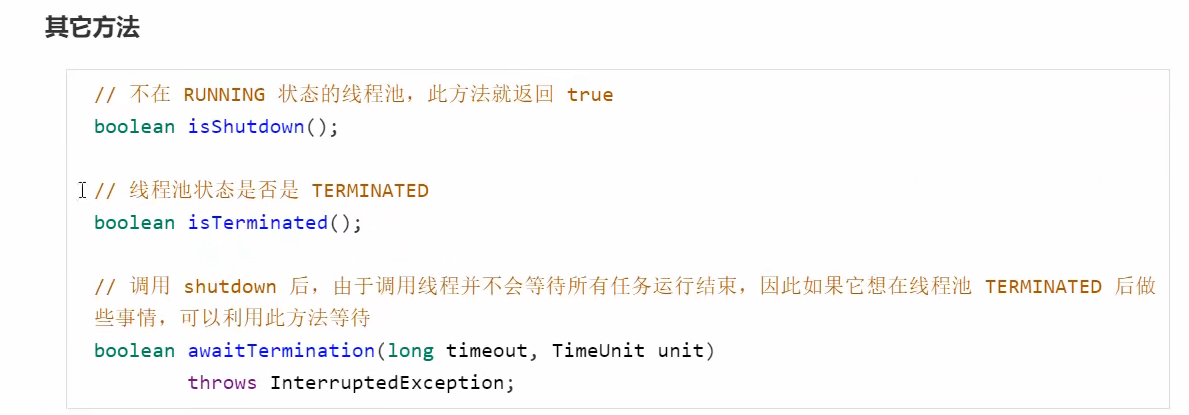 其它方法
// 不在 RUNNING 状态的线程池，此方法就返回 true
boolean isShutdown();
// 线程池状态是否是 TERMINATED
boolean isTerminated();
// 调用 shutdown 后，由于调用线程并不会等待所有任务运行结束，因此如果它想在线程池 TERMINATED 后做
些事情，可以利用此方法等待
boolean awaitTermination(long timeout, TimeUnit unit)
throws InterruptedException;